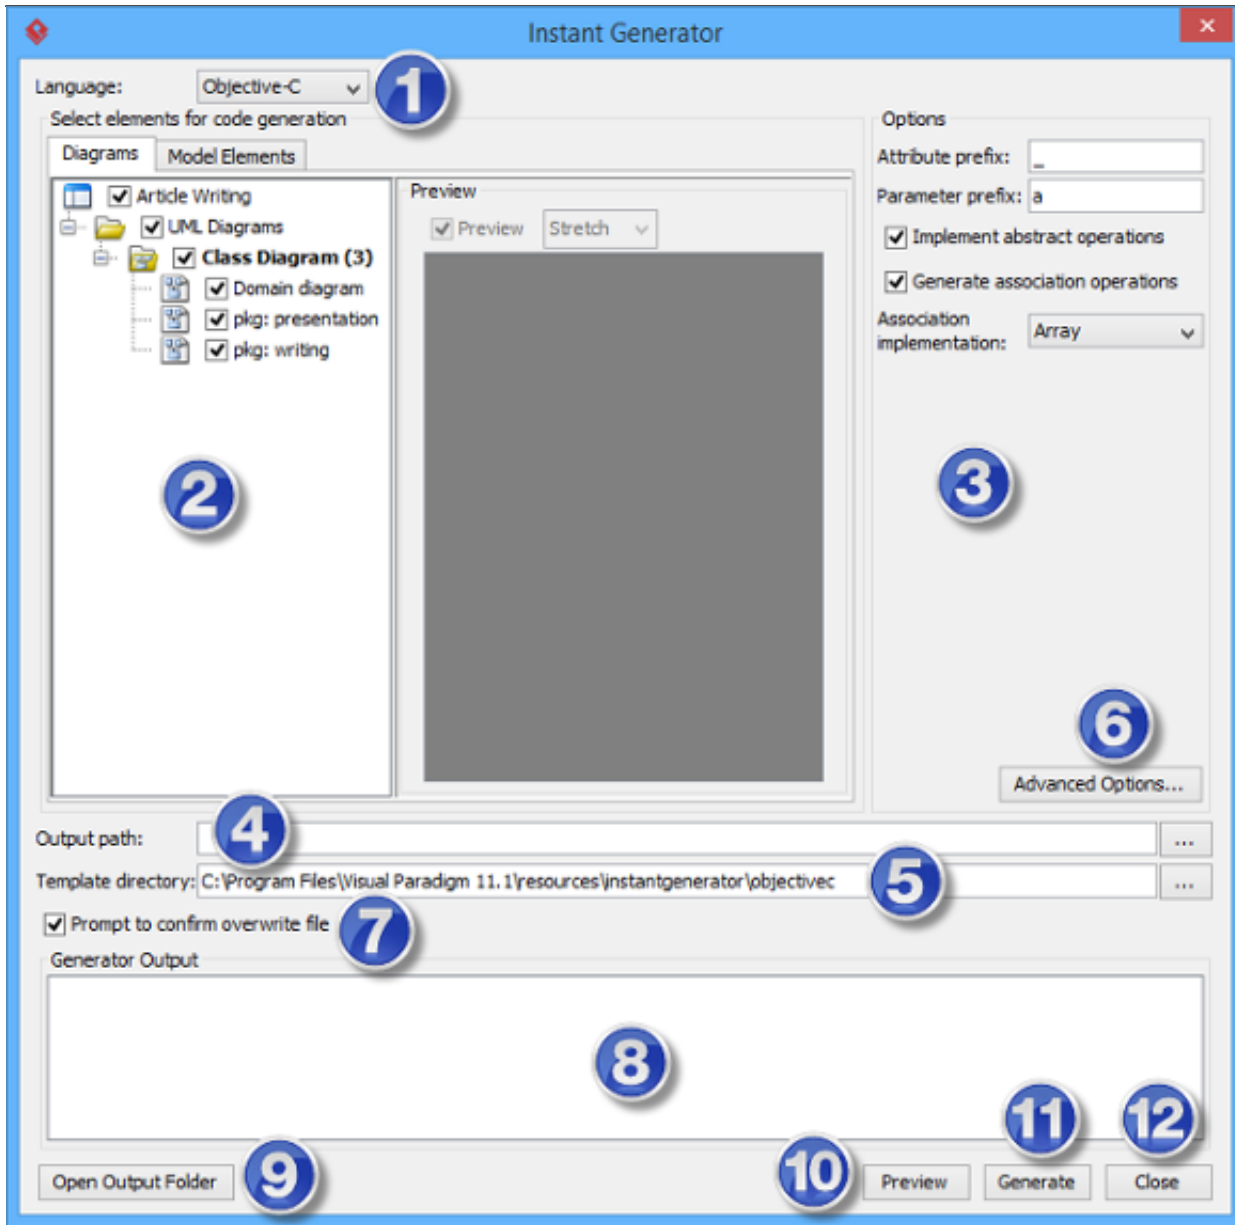 Instant Generator
Language: Objective-C 1
Select elements for code generation
Options
Diagrams Model Elements
Attribute prefix: _
Article Writing
Preview
Parameter prefix: a
UML Diagrams
Preview Stretch
Implement abstract operations
Class Diagram (3)
Domain diagram
Generate association operations
pkg: presentation
Association
implementation: Array
pkg: writing
2
3
6
Advanced Options...
Output path: 4 ...
Template directory: C:\Program Files\Visual Paradigm 11.1\resources\instantgenerator\objectivec 5 ...
Prompt to confirm overwrite file 7
Generator Output
8
11 12
Open Output Folder 9 10 Preview Generate Close